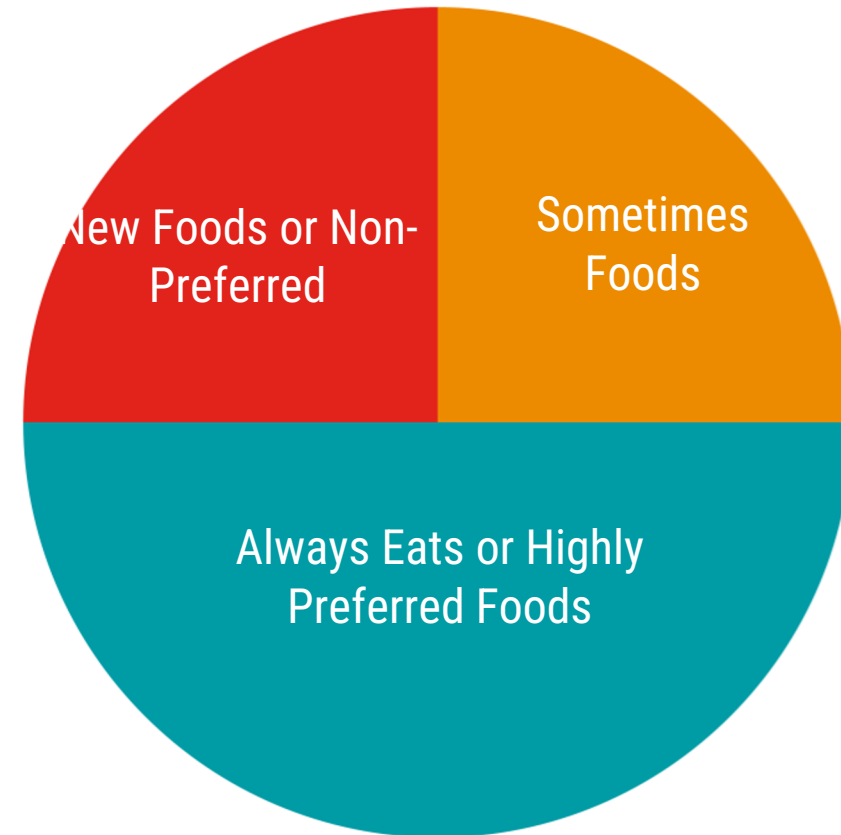 New Foods or Non-
Preferred
Sometimes
Foods
Always Eats or Highly
Preferred Foods